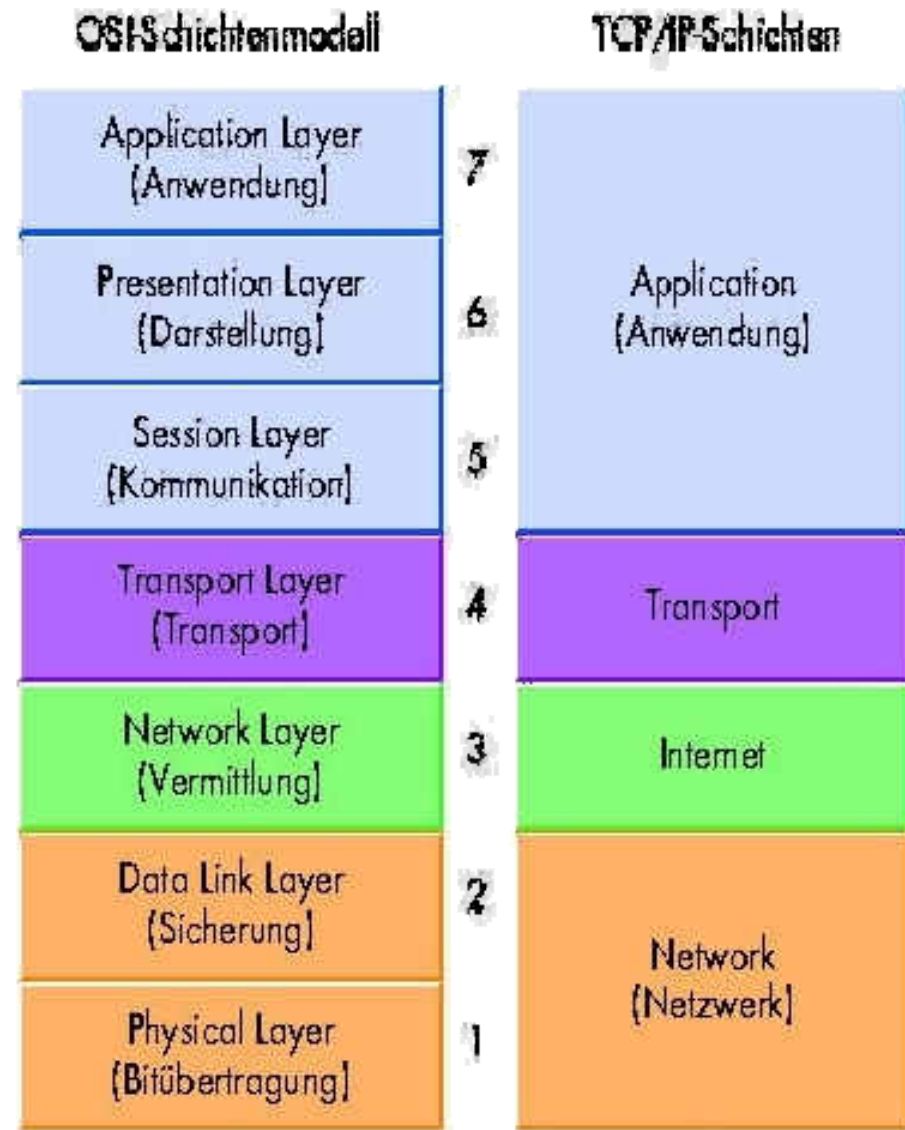 OSI-Schichtenmodell
TCP/IP-Schichten
Application Layer
(Anwendung)
7
Presentation Layer
(Darstellung)
6
Session Layer
(Kommunikation)
5
Application
(Anwendung)
Transport Layer
(Transport)
4
Transport
Network Layer
(Vermittlung)
3
Internet
Data Link Layer
(Sicherung)
2
Physical Layer
(Bitübertragung)
1
Network
(Netzwerk)